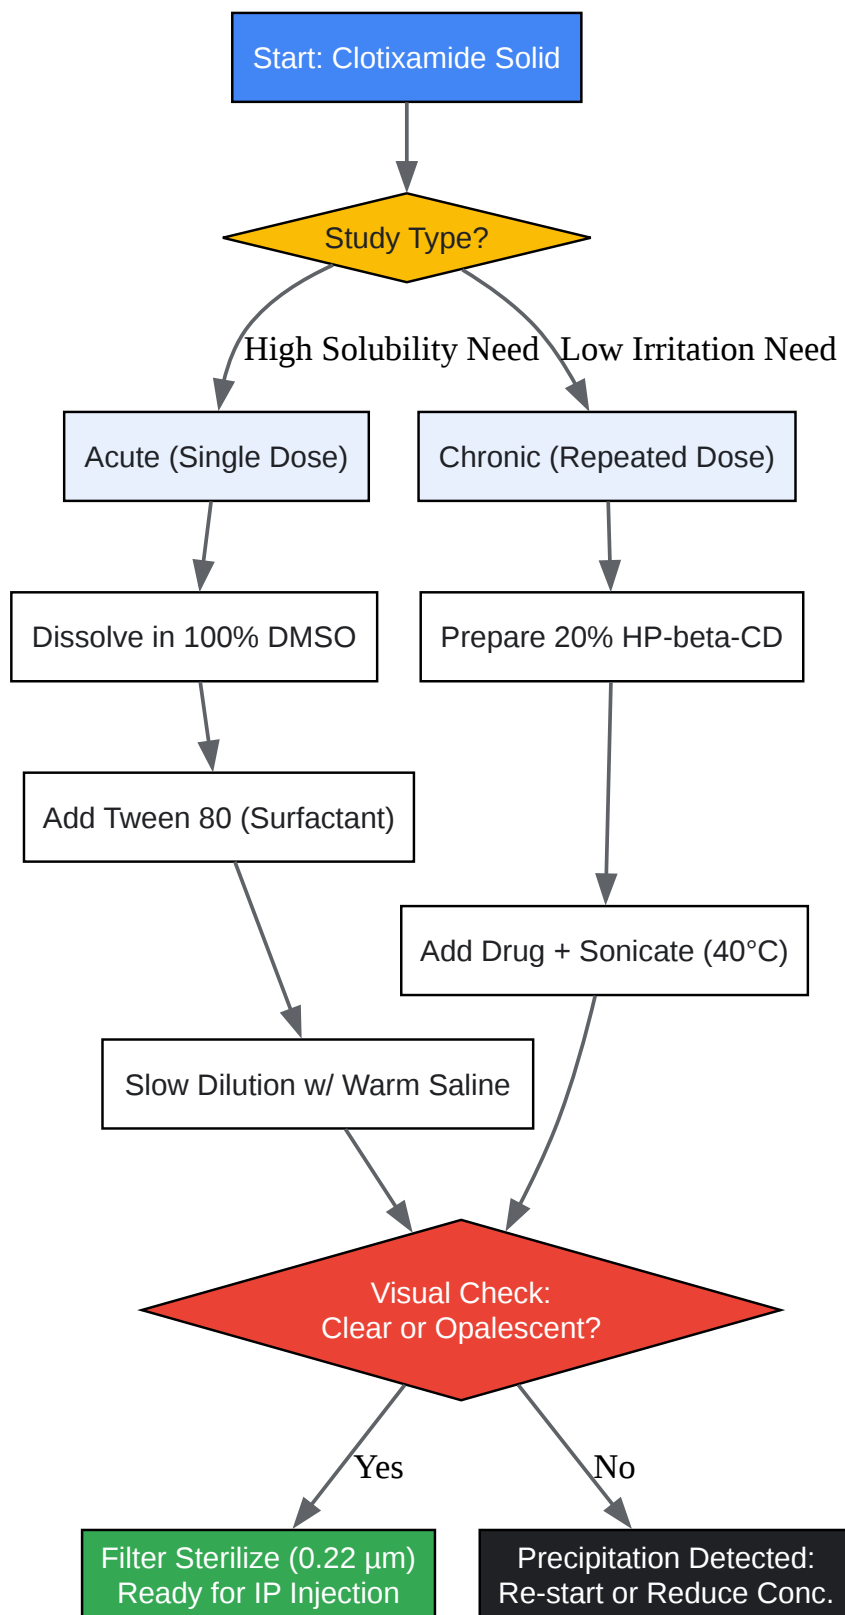 Start: Clotixamide Solid
Study Type?
High Solubility Need
Low Irritation Need
Acute (Single Dose)
Chronic (Repeated Dose)
Dissolve in 100% DMSO
Prepare 20% HP-beta-CD
Add Tween 80 (Surfactant)
Add Drug + Sonicate (40°C)
Slow Dilution w/ Warm Saline
Visual Check:
Clear or Opalescent?
Yes
No
Filter Sterilize (0.22 µm)
Ready for IP Injection
Precipitation Detected:
Re-start or Reduce Conc.